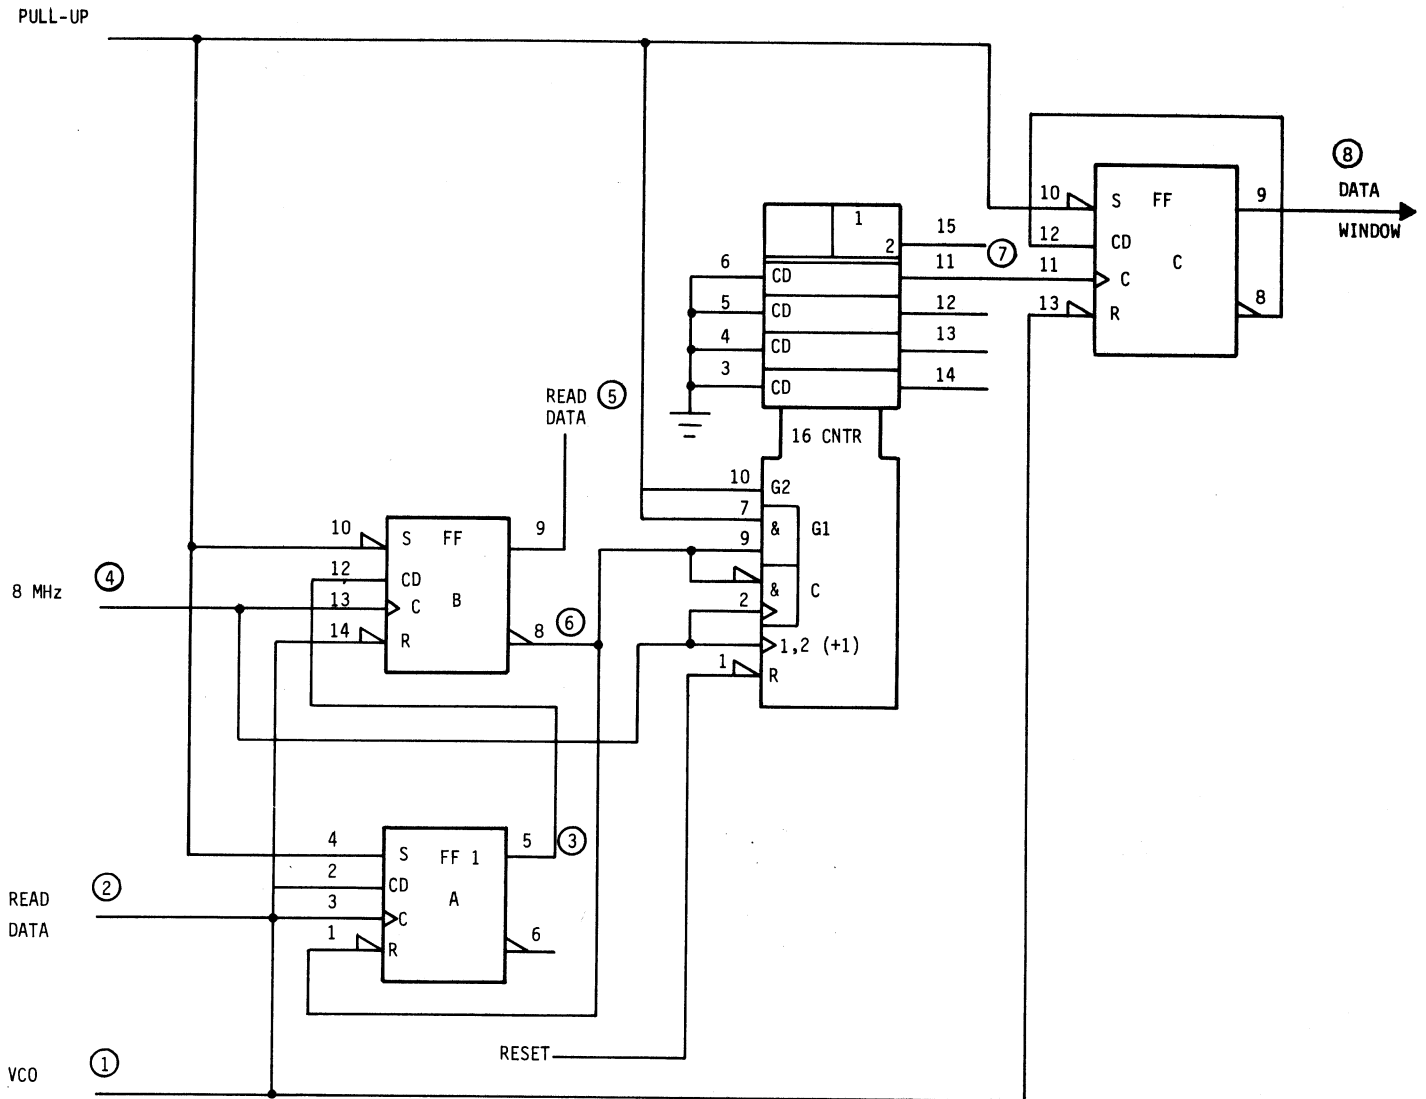 PULL-UP
8
DATA
WINDOW
10
S FF
9
12
CD
C
11
C
13
R
8
1
2
15
7
6
CD
11
5
CD
12
4
CD
13
3
CD
14
16 CNTR
READ 5
DATA
10
G2
7
&
G1
9
&
C
2
1,2 (+1)
1
R
10
S FF
9
12
CD
8 MHz
4
13
C
B
14
R
8
6
4
S FF 1
5
3
2
CD
A
READ
2
DATA
3
C
1
R
6
RESET
VCO
1